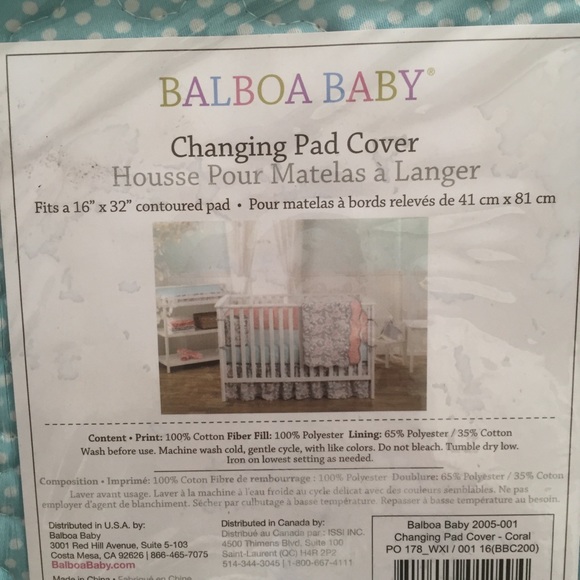 BALBOA BABY®
Changing Pad Cover
Housse Pour Matelas à Langer
Fits a 16" x 32" contoured pad • Pour matelas à bords relevés de 41 cm x 81 cm
Content • Print: 100% Cotton Fiber Fill: 100% Polyester Lining: 65% Polyester / 35% Cotton
Wash before use. Machine wash cold, gentle cycle, with like colors. Do not bleach. Tumble dry low.
Iron on lowest setting as needed.
Composition • Imprimé: 100% Coton Fibre de rembourrage : 100% Polyester Doublure: 65% Polyester / 35% Coton
Laver avant usage. Laver à la machine à l'eau froide au cycle délicat avec des couleurs semblables. Ne pas
employer d'agent de blanchiment. Sécher par culbutage à basse température. Repasser à basse température au besoin.
Distributed in U.S.A. by:
Balboa Baby
3001 Red Hill Avenue, Suite 5-103
Costa Mesa, CA 92626 | 866-465-7075
BalboaBaby.com
Made in China • Fabriqué en Chine
Distributed in Canada by:
Distribué au Canada par : ISSI INC.
4500 Thimens Blvd, Suite 100
Saint-Laurent (QC) H4R 2P2
514-344-3045 | 1-800-667-4111
Balboa Baby 2005-001
Changing Pad Cover - Coral
PO 178_WXI / 001 16(BBC200)